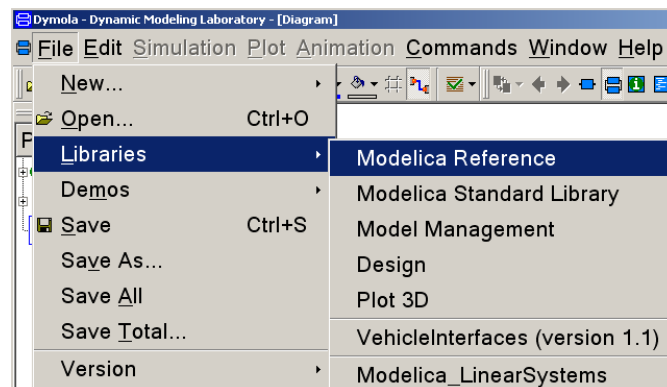 Dymola - Dynamic Modeling Laboratory - [Diagram]
File Edit Simulation Plot Animation Commands Window Help
New...
Open... Ctrl+O
Libraries
Demos
Save Ctrl+S
Save As...
Save All
Save Total...
Version
Modelica Reference
Modelica Standard Library
Model Management
Design
Plot 3D
VehicleInterfaces (version 1.1)
Modelica_LinearSystems